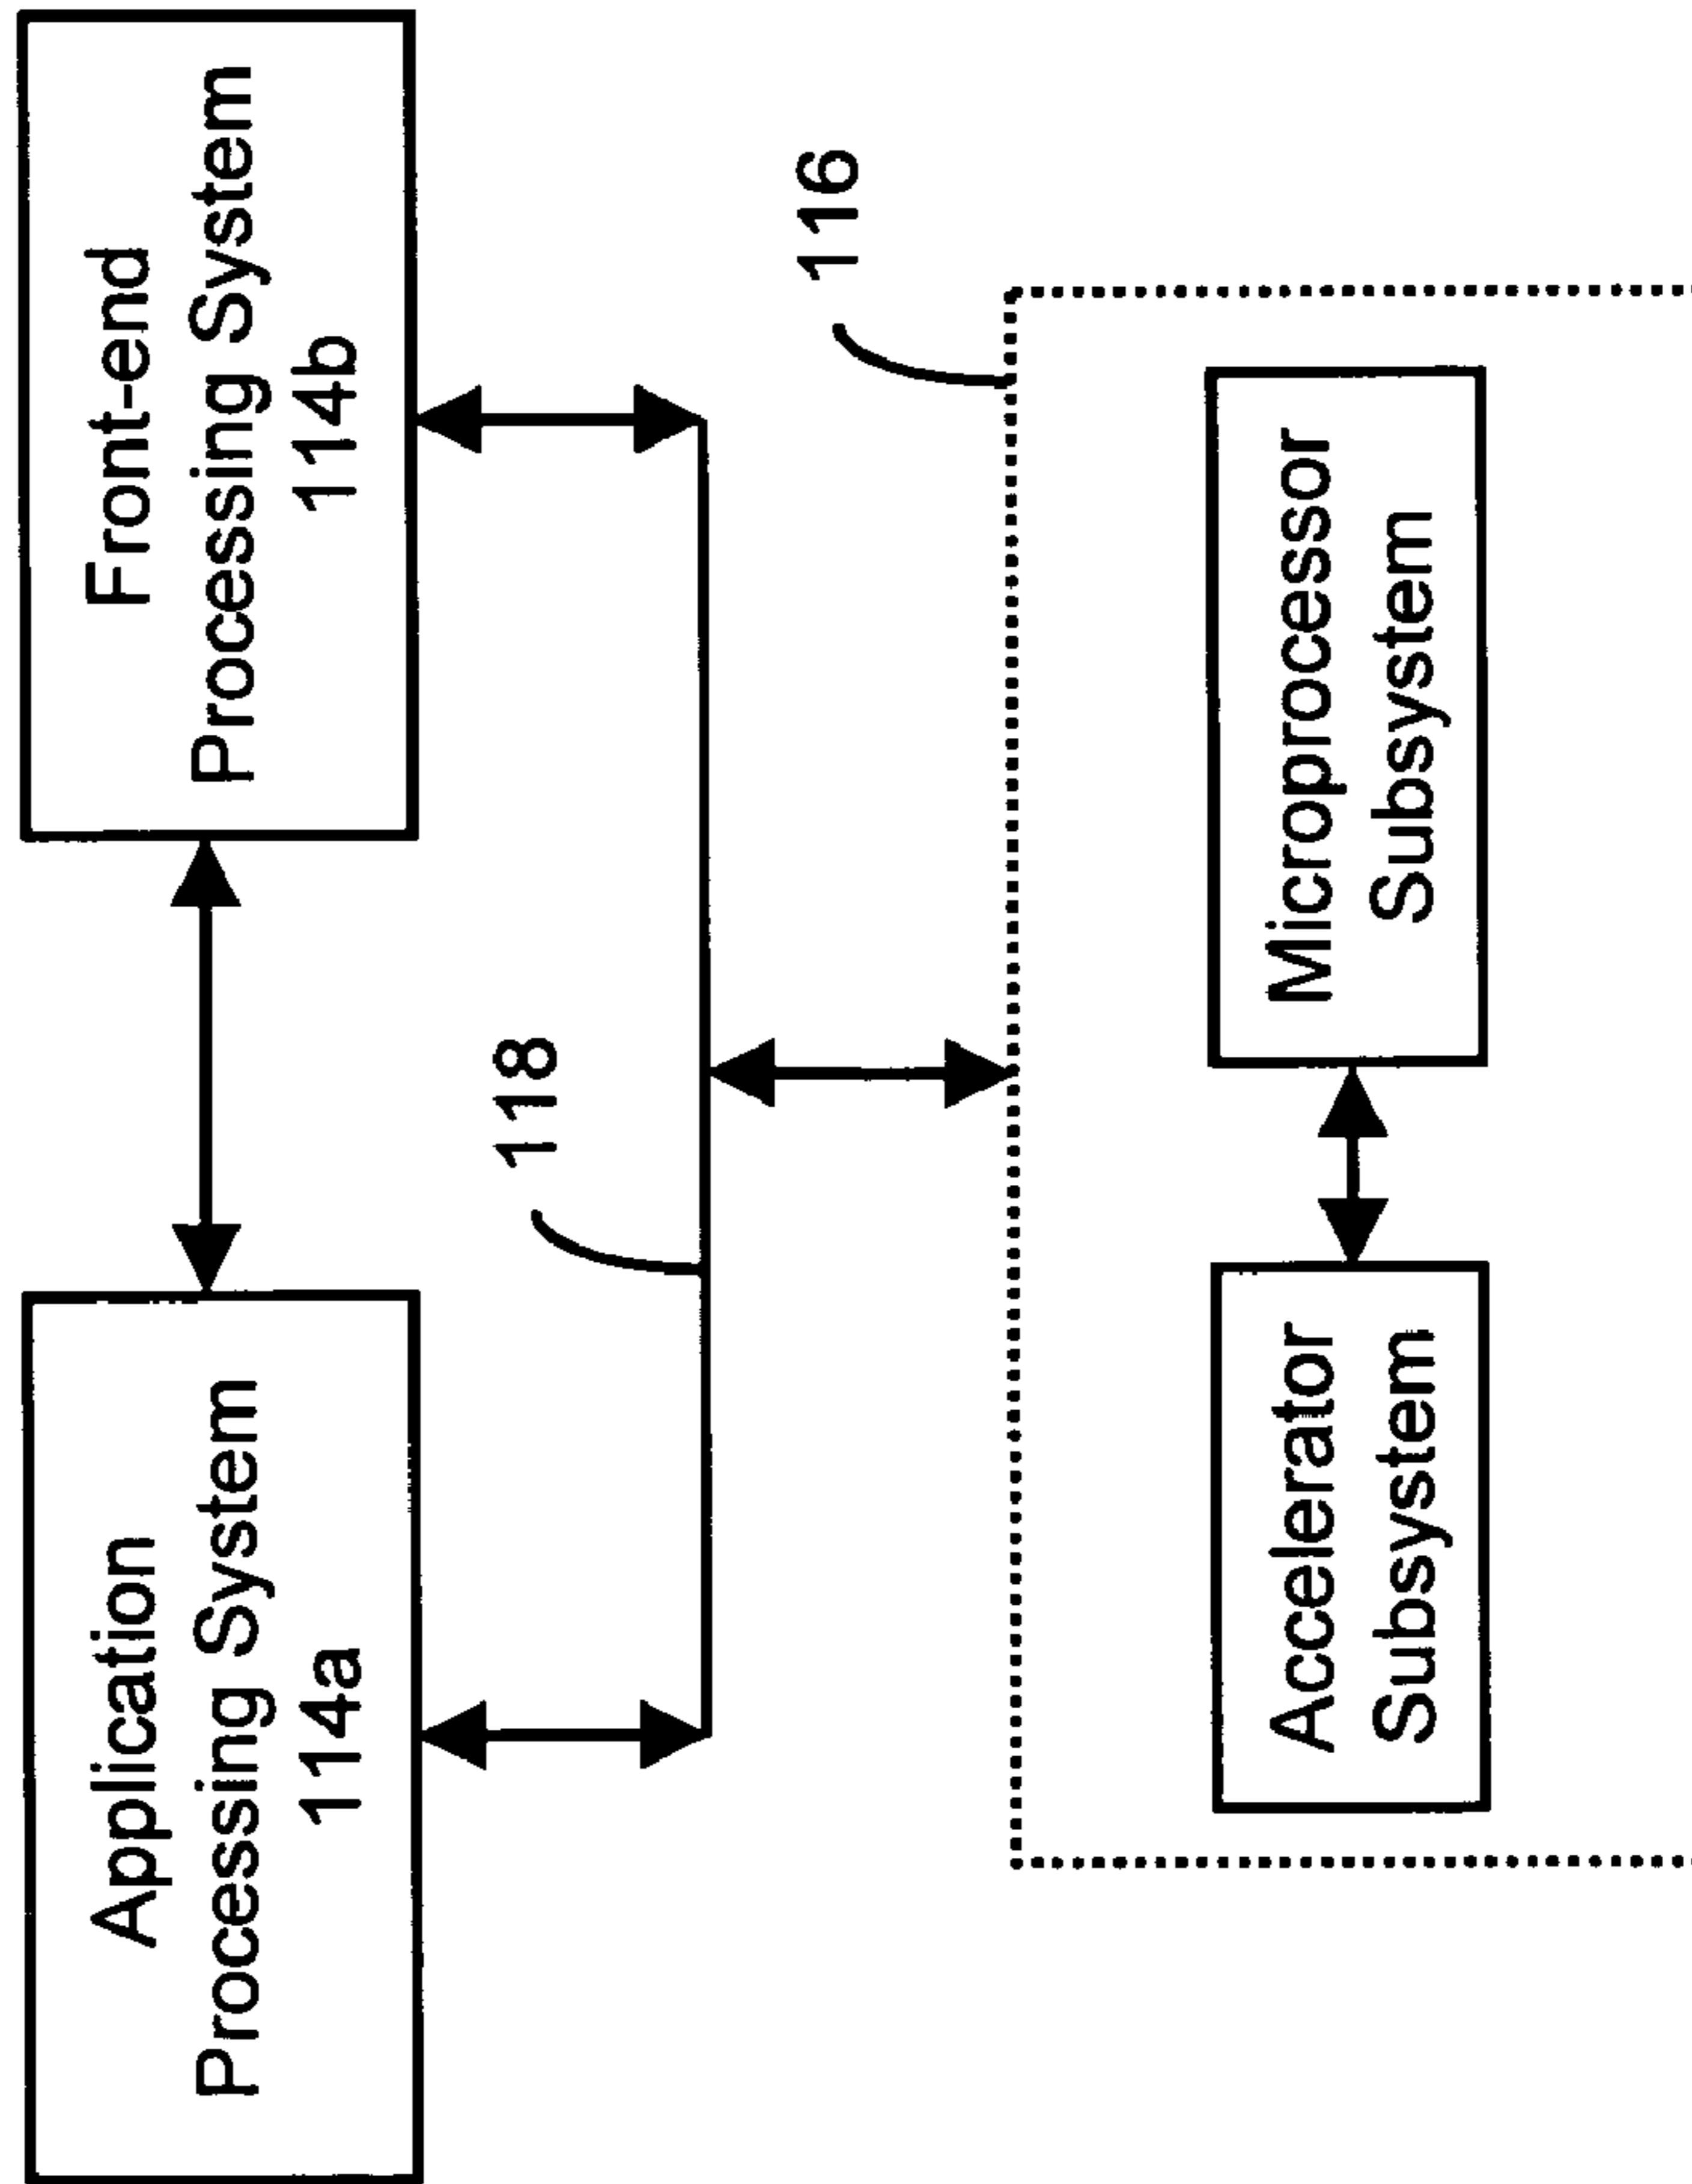 Application
Processing System
114a
Front-end
Processing System
114b
118
116
Accelerator
Subsystem
Microprocessor
Subsystem